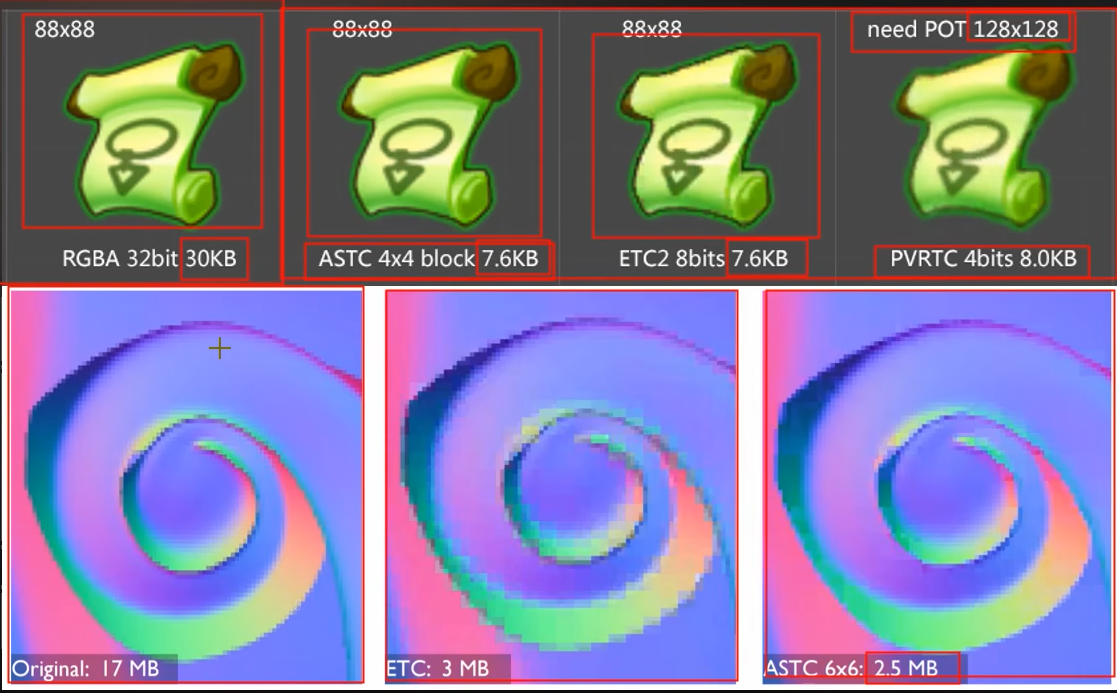 88x88
88x88
88x88
need POT 128x128
RGBA 32bit 30KB
ASTC 4x4 block 7.6KB
ETC2 8bits 7.6KB
PVRTC 4bits 8.0KB
Original: 17 MB
ETC: 3 MB
ASTC 6x6: 2.5 MB